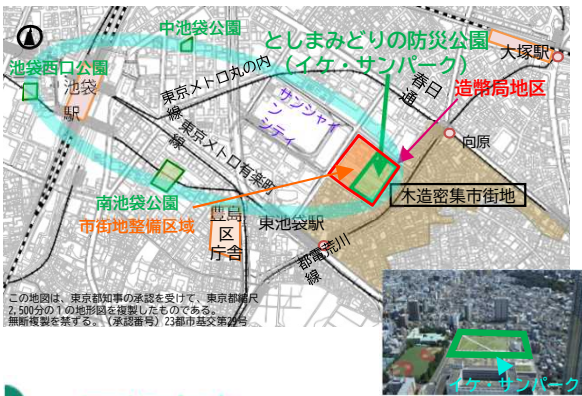 中池袋公園
としまみどりの防災公園
（イケ・サンパーク）
大塚駅
池袋西口公園
池袋
駅
東京メトロ丸の内
線
サンシャイ
ン
シティ
春日
通
造幣局地区
向原
東京メトロ有楽町
線
南池袋公園
木造密集市街地
市街地整備区域
豊島
区
庁舎
東池袋駅
都電荒川
線
この地図は、東京都知事の承認を受けて、東京都縮尺
2,500分の１の地形図を複製したものである。
無断複製を禁ずる。（承認番号）23都市基交第29号
イケ・サンパーク